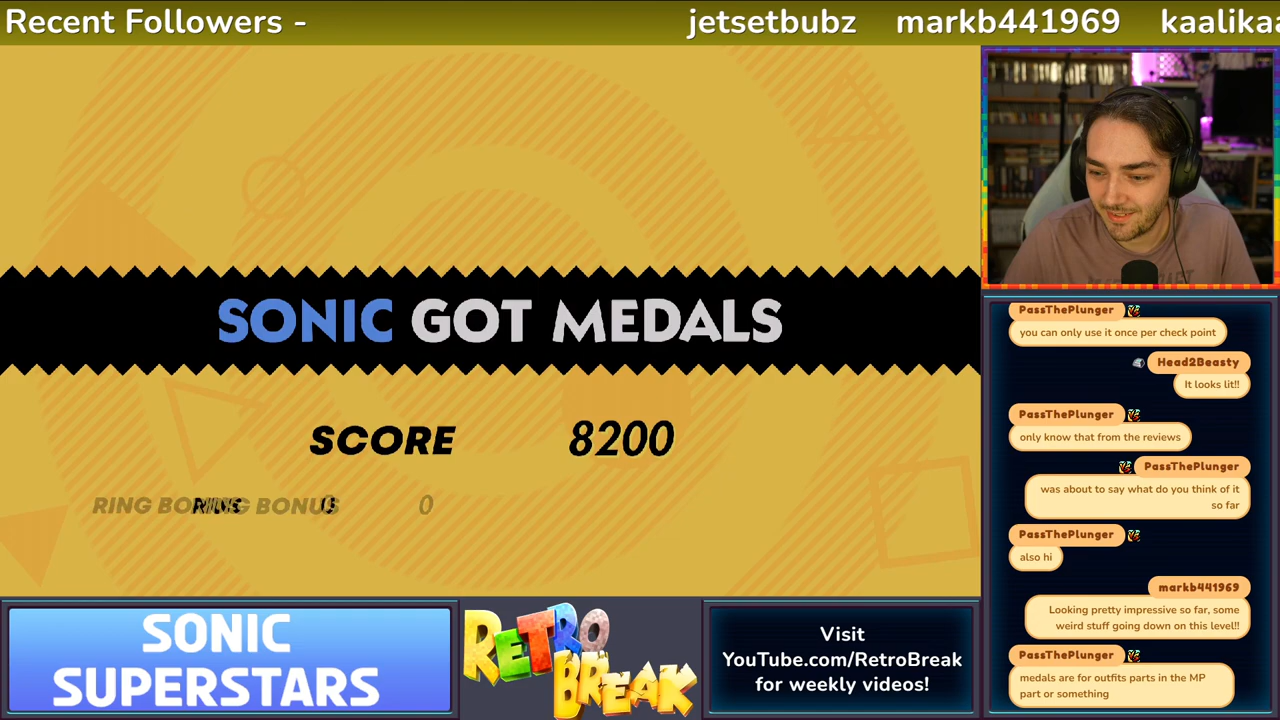 Recent Followers -
jetsetbubz
markb441969
kaalikaa
SONIC GOT MEDALS
SCORE 8200
RING BONUS 0
SONIC
SUPERSTARS
RETRO
BREAK
Visit
YouTube.com/RetroBreak
for weekly videos!
PassThePlunger
you can only use it once per check point
Head2Beasty
It looks lit!!
PassThePlunger
only know that from the reviews
PassThePlunger
was about to say what do you think of it
so far
PassThePlunger
also hi
markb441969
Looking pretty impressive so far, some
weird stuff going down on this level!!
PassThePlunger
medals are for outfits parts in the MP
part or something